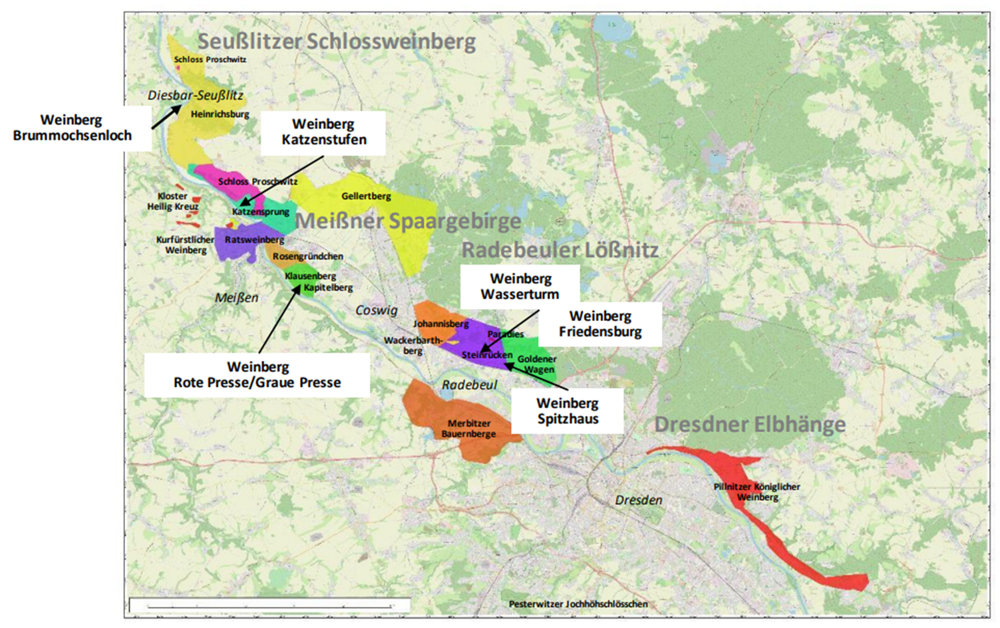 Seußlitzer Schlossweinberg
Schloss Proschwitz
Diesbar-Seußlitz
Heinrichsburg
Weinberg
Brummochsenloch
Weinberg
Katzenstufen
Schloss Proschwitz
Gellertberg
Kloster
Heilig Kreuz
Katzensprung
Meißner Spaargebirge
Kurfürstlicher
Weinberg
Ratsweinberg
Rosengründchen
Radebeuler Lößnitz
Klausenberg
Kapitelberg
Meißen
Weinberg
Wasserturm
Coswig
Weinberg
Friedensburg
Johannisberg
Paradies
Wackerbarth-
berg
Steinrücken
Goldener
Wagen
Weinberg
Rote Presse/Graue Presse
Radebeul
Weinberg
Spitzhaus
Merbitzer
Bauernberge
Dresdner Elbhänge
Pillnitzer Königlicher
Weinberg
Dresden
Pesterwitzer Jochhöhschlösschen